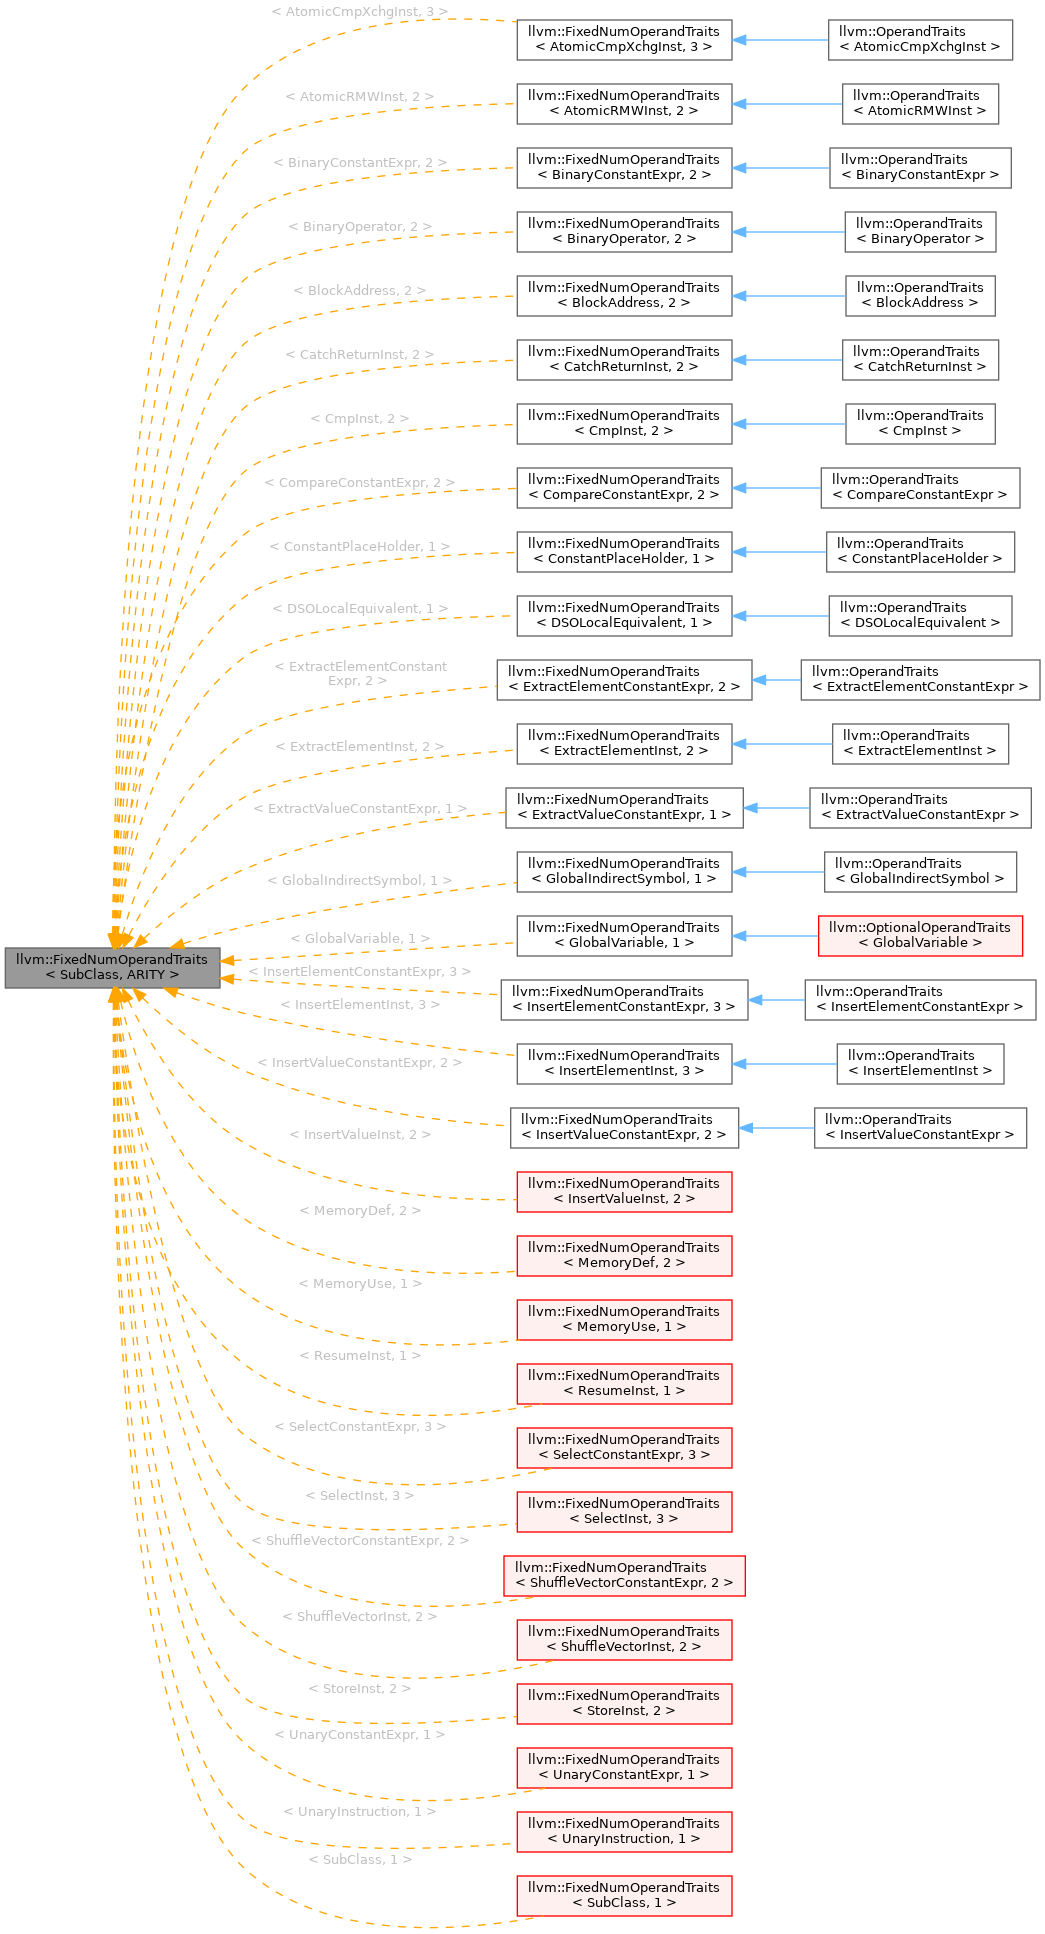 < AtomicCmpXchgInst, 3 >
llvm::FixedNumOperandTraits
< AtomicCmpXchgInst, 3 >
llvm::OperandTraits
< AtomicCmpXchgInst >
< AtomicRMWInst, 2 >
llvm::FixedNumOperandTraits
< AtomicRMWInst, 2 >
llvm::OperandTraits
< AtomicRMWInst >
< BinaryConstantExpr, 2 >
llvm::FixedNumOperandTraits
< BinaryConstantExpr, 2 >
llvm::OperandTraits
< BinaryConstantExpr >
< BinaryOperator, 2 >
llvm::FixedNumOperandTraits
< BinaryOperator, 2 >
llvm::OperandTraits
< BinaryOperator >
< BlockAddress, 2 >
llvm::FixedNumOperandTraits
< BlockAddress, 2 >
llvm::OperandTraits
< BlockAddress >
< CatchReturnInst, 2 >
llvm::FixedNumOperandTraits
< CatchReturnInst, 2 >
llvm::OperandTraits
< CatchReturnInst >
< CmpInst, 2 >
llvm::FixedNumOperandTraits
< CmpInst, 2 >
llvm::OperandTraits
< CmpInst >
< CompareConstantExpr, 2 >
llvm::FixedNumOperandTraits
< CompareConstantExpr, 2 >
llvm::OperandTraits
< CompareConstantExpr >
< ConstantPlaceHolder, 1 >
llvm::FixedNumOperandTraits
< ConstantPlaceHolder, 1 >
llvm::OperandTraits
< ConstantPlaceHolder >
< DSOLocalEquivalent, 1 >
llvm::FixedNumOperandTraits
< DSOLocalEquivalent, 1 >
llvm::OperandTraits
< DSOLocalEquivalent >
< ExtractElementConstant
Expr, 2 >
llvm::FixedNumOperandTraits
< ExtractElementConstantExpr, 2 >
llvm::OperandTraits
< ExtractElementConstantExpr >
< ExtractElementInst, 2 >
llvm::FixedNumOperandTraits
< ExtractElementInst, 2 >
llvm::OperandTraits
< ExtractElementInst >
< ExtractValueConstantExpr, 1 >
llvm::FixedNumOperandTraits
< ExtractValueConstantExpr, 1 >
llvm::OperandTraits
< ExtractValueConstantExpr >
< GlobalIndirectSymbol, 1 >
llvm::FixedNumOperandTraits
< GlobalIndirectSymbol, 1 >
llvm::OperandTraits
< GlobalIndirectSymbol >
< GlobalVariable, 1 >
llvm::FixedNumOperandTraits
< GlobalVariable, 1 >
llvm::OptionalOperandTraits
< GlobalVariable >
llvm::FixedNumOperandTraits
< SubClass, ARITY >
< InsertElementConstantExpr, 3 >
llvm::FixedNumOperandTraits
< InsertElementConstantExpr, 3 >
llvm::OperandTraits
< InsertElementConstantExpr >
< InsertElementInst, 3 >
llvm::FixedNumOperandTraits
< InsertElementInst, 3 >
llvm::OperandTraits
< InsertElementInst >
< InsertValueConstantExpr, 2 >
llvm::FixedNumOperandTraits
< InsertValueConstantExpr, 2 >
llvm::OperandTraits
< InsertValueConstantExpr >
< InsertValueInst, 2 >
llvm::FixedNumOperandTraits
< InsertValueInst, 2 >
< MemoryDef, 2 >
llvm::FixedNumOperandTraits
< MemoryDef, 2 >
< MemoryUse, 1 >
llvm::FixedNumOperandTraits
< MemoryUse, 1 >
< ResumeInst, 1 >
llvm::FixedNumOperandTraits
< ResumeInst, 1 >
< SelectConstantExpr, 3 >
llvm::FixedNumOperandTraits
< SelectConstantExpr, 3 >
< SelectInst, 3 >
llvm::FixedNumOperandTraits
< SelectInst, 3 >
< ShuffleVectorConstantExpr, 2 >
llvm::FixedNumOperandTraits
< ShuffleVectorConstantExpr, 2 >
< ShuffleVectorInst, 2 >
llvm::FixedNumOperandTraits
< ShuffleVectorInst, 2 >
< StoreInst, 2 >
llvm::FixedNumOperandTraits
< StoreInst, 2 >
< UnaryConstantExpr, 1 >
llvm::FixedNumOperandTraits
< UnaryConstantExpr, 1 >
< UnaryInstruction, 1 >
llvm::FixedNumOperandTraits
< UnaryInstruction, 1 >
< SubClass, 1 >
llvm::FixedNumOperandTraits
< SubClass, 1 >